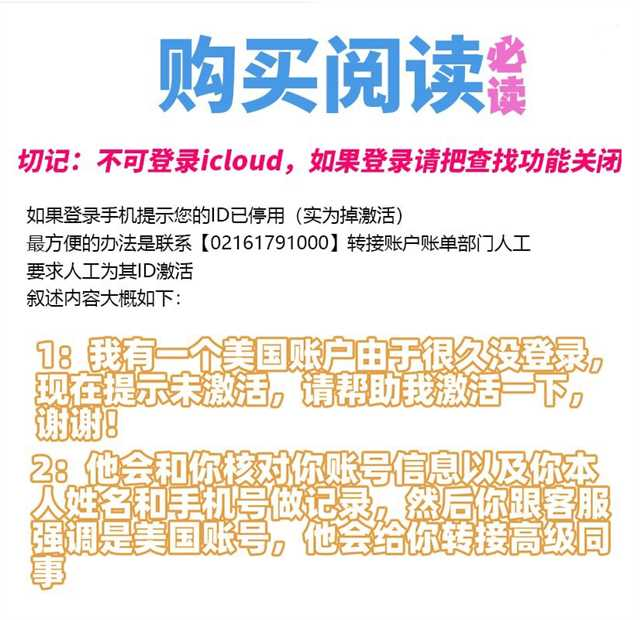 购买阅读必读
切记：不可登录icloud，如果登录请把查找功能关闭
如果登录手机提示您的ID已停用（实为掉激活）
最方便的办法是联系【02161791000】转接账户账单部门人工
要求人工为其ID激活
叙述内容大概如下：
1：我有一个美国账户由于很久没登录，
现在提示未激活，请帮助我激活一下，
谢谢！
2：他会和你核对你账号信息以及你本
人姓名和手机号做记录，然后你跟客服
强调是美国账号，他会给你转接高级同
事